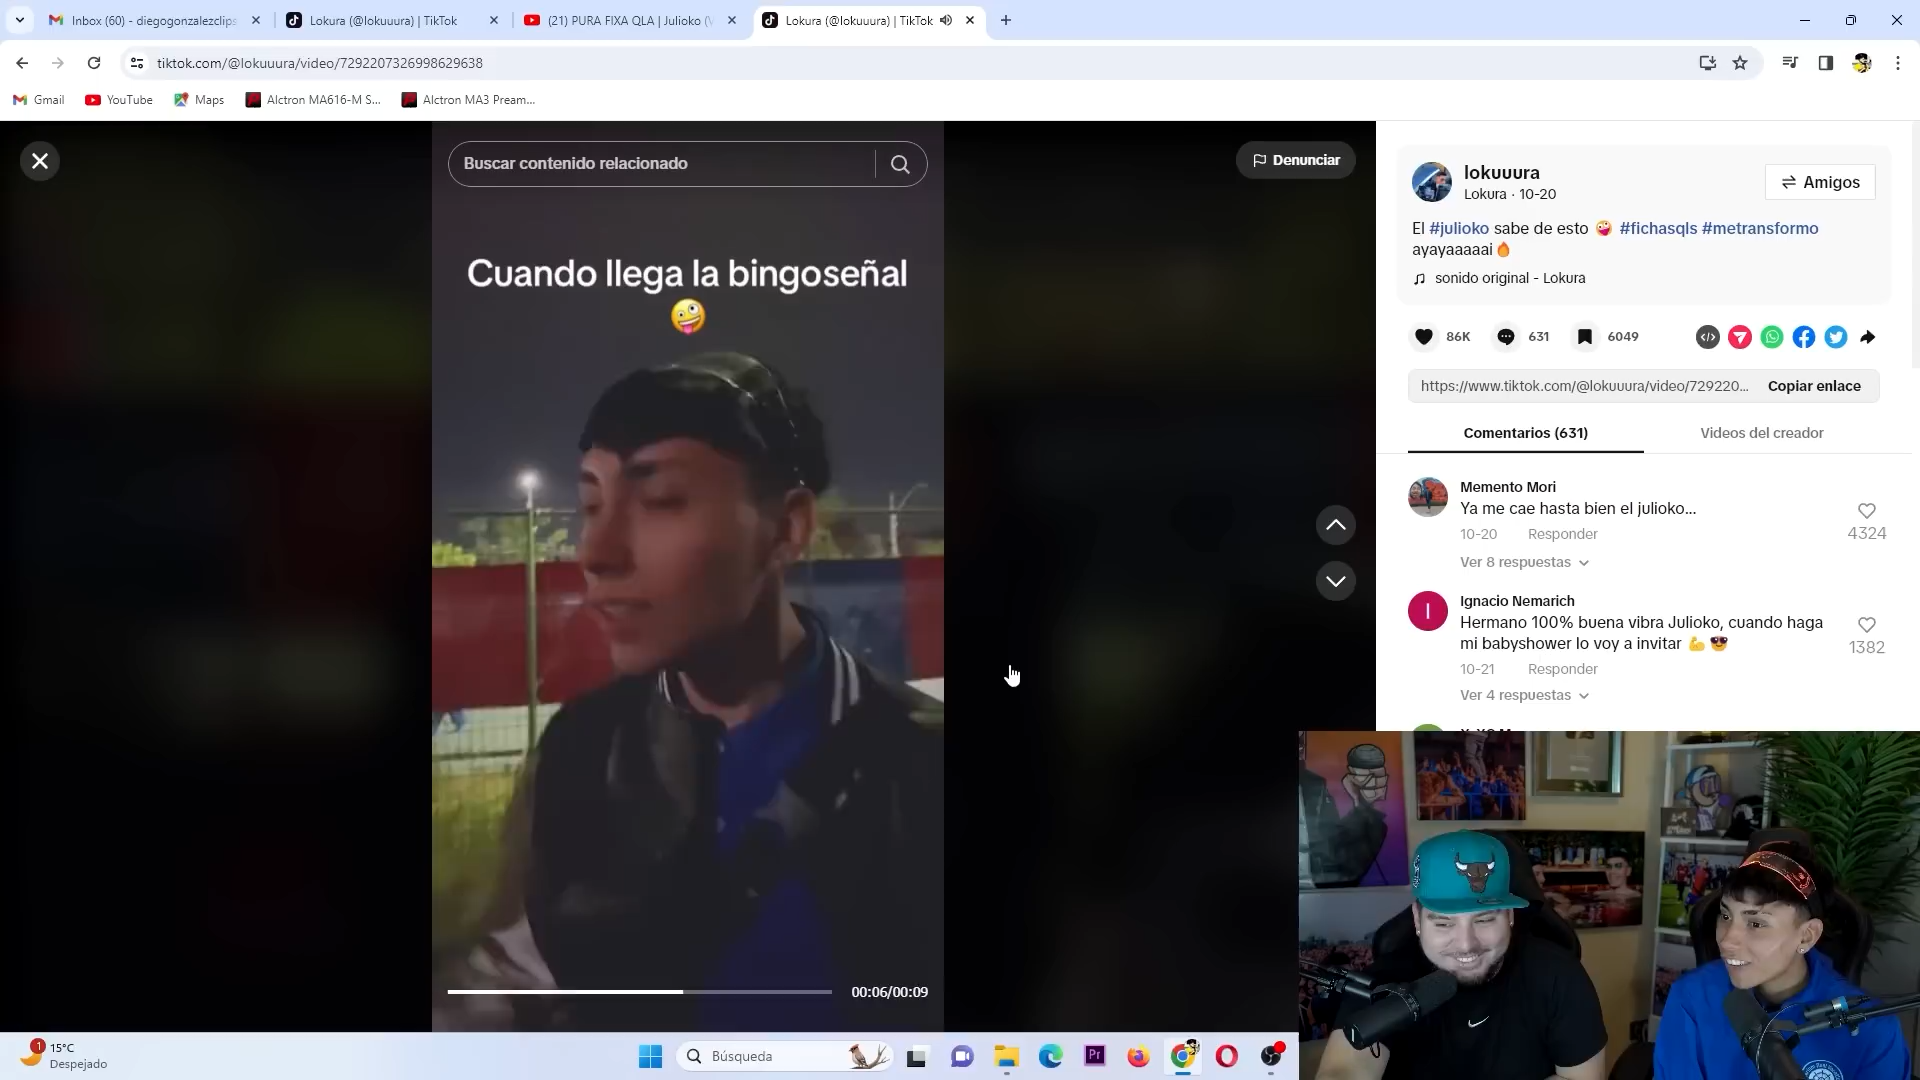 Inbox (60) - diegogonzalezclips
Lokura (@lokuuura) | TikTok
(21) PURA FIXA QLA | Julioko (
Lokura (@lokuuura) | TikTok
tiktok.com/@lokuuura/video/7292207326998629638
Gmail
YouTube
Maps
Alctron MA616-M S...
Alctron MA3 Pream...
Buscar contenido relacionado
Denunciar
Cuando llega la bingoseñal
🤪
00:06/00:09
lokuuura
Lokura · 10-20
Amigos
El #julioko sabe de esto 🤪 #fichasqls #metransformo
ayayaaaaai🔥
sonido original - Lokura
86K
631
6049
https://www.tiktok.com/@lokuuura/video/729220...
Copiar enlace
Comentarios (631)
Videos del creador
Memento Mori
Ya me cae hasta bien el julioko...
10-20
Responder
4324
Ver 8 respuestas
I
Ignacio Nemarich
Hermano 100% buena vibra Julioko, cuando haga
mi babyshower lo voy a invitar 💪😎
10-21
Responder
1382
Ver 4 respuestas
1
15°C
Despejado
Búsqueda
Pr